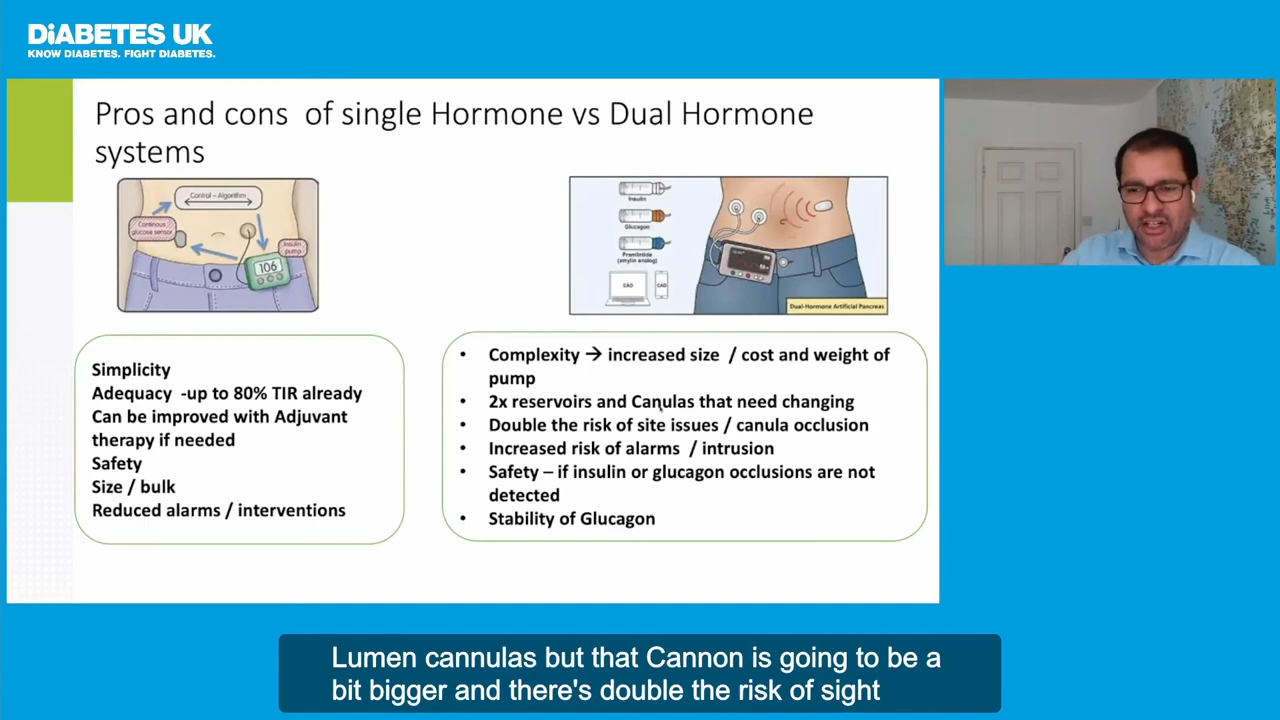 DiABETES UK
KNOW DIABETES. FIGHT DIABETES.
Pros and cons of single Hormone vs Dual Hormone
systems
Control – Algorithm
Continous
glucose sensor
Insulin
pump
106
Insulin
Glucagon
Pramlintide
(amylin analog)
CAD
CAD
Dual-Hormone Artificial Pancreas
Simplicity
Adequacy -up to 80% TIR already
Can be improved with Adjuvant
therapy if needed
Safety
Size / bulk
Reduced alarms / interventions
• Complexity → increased size / cost and weight of
pump
• 2x reservoirs and Canulas that need changing
• Double the risk of site issues / canula occlusion
• Increased risk of alarms / intrusion
• Safety – if insulin or glucagon occlusions are not
detected
• Stability of Glucagon
Lumen cannulas but that Cannon is going to be a
bit bigger and there's double the risk of sight